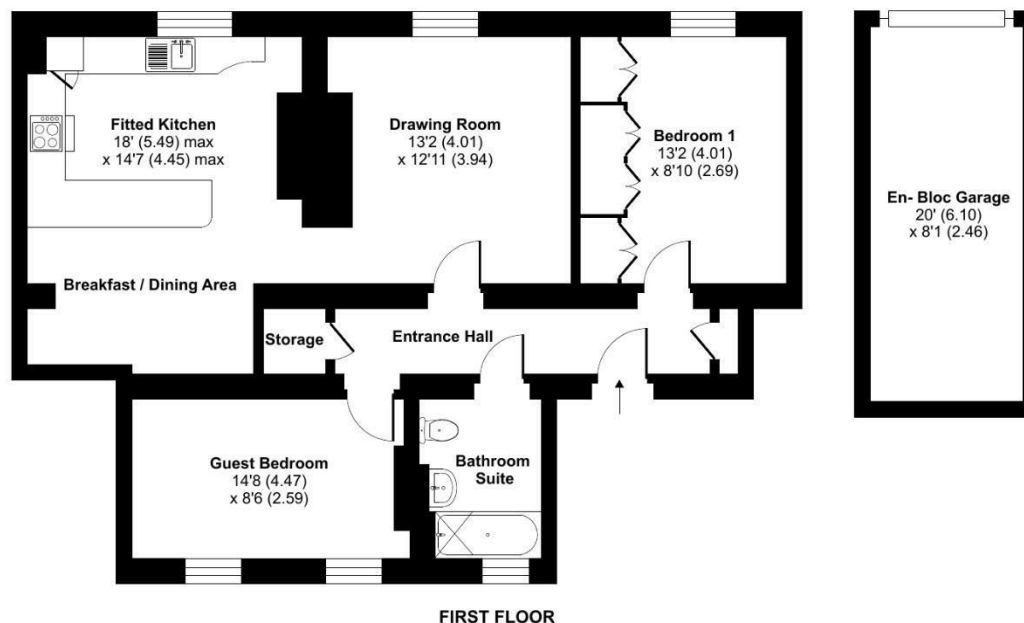 Fitted Kitchen
18' (5.49) max
x 14'7 (4.45) max
Drawing Room
13'2 (4.01)
x 12'11 (3.94)
Bedroom 1
13'2 (4.01)
x 8'10 (2.69)
En- Bloc Garage
20' (6.10)
x 8'1 (2.46)
Breakfast / Dining Area
Storage
Entrance Hall
Guest Bedroom
14'8 (4.47)
x 8'6 (2.59)
Bathroom
Suite
FIRST FLOOR